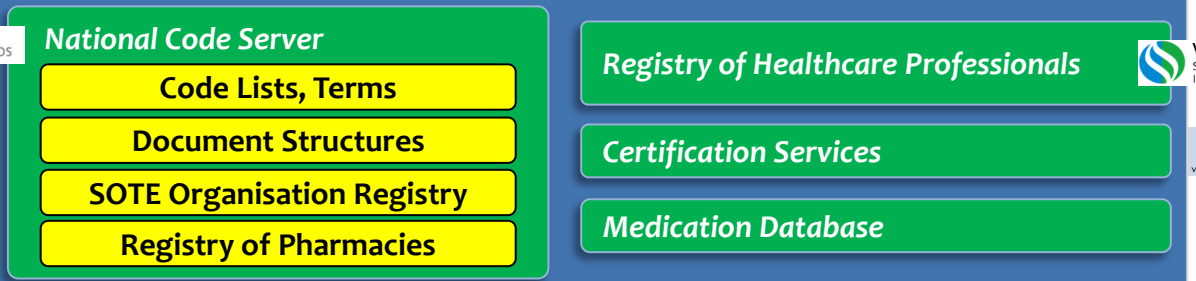 National Code Server
Code Lists, Terms
Document Structures
SOTE Organisation Registry
Registry of Pharmacies
Registry of Healthcare Professionals
Certification Services
Medication Database